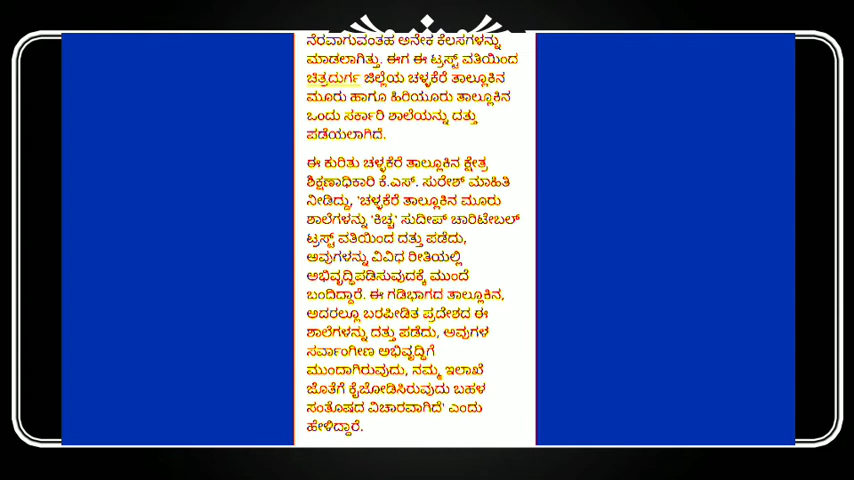 ನೆರವಾಗುವಂತಹ ಅನೇಕ ಕೆಲಸಗಳನ್ನು
ಮಾಡಲಾಗಿತ್ತು. ಈಗ ಈ ಟ್ರಸ್ಟ್ ವತಿಯಿಂದ
ಚಿತ್ರದುರ್ಗ ಜಿಲ್ಲೆಯ ಚಳ್ಳಕೆರೆ ತಾಲ್ಲೂಕಿನ
ಮೂರು ಹಾಗೂ ಹಿರಿಯೂರು ತಾಲ್ಲೂಕಿನ
ಒಂದು ಸರ್ಕಾರಿ ಶಾಲೆಯನ್ನು ದತ್ತು
ಪಡೆಯಲಾಗಿದೆ.
ಈ ಕುರಿತು ಚಳ್ಳಕೆರೆ ತಾಲ್ಲೂಕಿನ ಕ್ಷೇತ್ರ
ಶಿಕ್ಷಣಾಧಿಕಾರಿ ಕೆ.ಎಸ್. ಸುರೇಶ್ ಮಾಹಿತಿ
ನೀಡಿದ್ದು, 'ಚಳ್ಳಕೆರೆ ತಾಲ್ಲೂಕಿನ ಮೂರು
ಶಾಲೆಗಳನ್ನು 'ಕಿಚ್ಚ' ಸುದೀಪ್ ಚಾರಿಟೇಬಲ್
ಟ್ರಸ್ಟ್ ವತಿಯಿಂದ ದತ್ತು ಪಡೆದು,
ಅವುಗಳನ್ನು ವಿವಿಧ ರೀತಿಯಲ್ಲಿ
ಅಭಿವೃದ್ಧಿಪಡಿಸುವುದಕ್ಕೆ ಮುಂದೆ
ಬಂದಿದ್ದಾರೆ. ಈ ಗಡಿಭಾಗದ ತಾಲ್ಲೂಕಿನ,
ಅದರಲ್ಲೂ ಬರಪೀಡಿತ ಪ್ರದೇಶದ ಈ
ಶಾಲೆಗಳನ್ನು ದತ್ತು ಪಡೆದು, ಅವುಗಳ
ಸರ್ವಾಂಗೀಣ ಅಭಿವೃದ್ಧಿಗೆ
ಮುಂದಾಗಿರುವುದು, ನಮ್ಮ ಇಲಾಖೆ
ಜೊತೆಗೆ ಕೈಜೋಡಿಸಿರುವುದು ಬಹಳ
ಸಂತೊಷದ ವಿಚಾರವಾಗಿದೆ' ಎಂದು
ಹೇಳಿದ್ದಾರೆ.